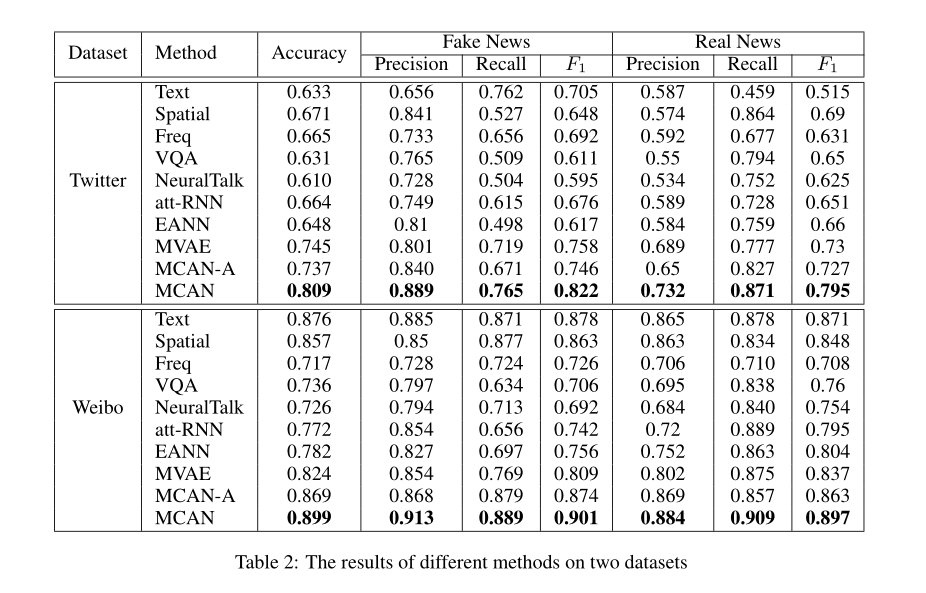 Dataset Method Accuracy Fake News Real News
Precision Recall F1 Precision Recall F1
Twitter
Text 0.633 0.656 0.762 0.705 0.587 0.459 0.515
Spatial 0.671 0.841 0.527 0.648 0.574 0.864 0.69
Freq 0.665 0.733 0.656 0.692 0.592 0.677 0.631
VQA 0.631 0.765 0.509 0.611 0.55 0.794 0.65
NeuralTalk 0.610 0.728 0.504 0.595 0.534 0.752 0.625
att-RNN 0.664 0.749 0.615 0.676 0.589 0.728 0.651
EANN 0.648 0.81 0.498 0.617 0.584 0.759 0.66
MVAE 0.745 0.801 0.719 0.758 0.689 0.777 0.73
MCAN-A 0.737 0.840 0.671 0.746 0.65 0.827 0.727
MCAN 0.809 0.889 0.765 0.822 0.732 0.871 0.795
Weibo
Text 0.876 0.885 0.871 0.878 0.865 0.878 0.871
Spatial 0.857 0.85 0.877 0.863 0.863 0.834 0.848
Freq 0.717 0.728 0.724 0.726 0.706 0.710 0.708
VQA 0.736 0.797 0.634 0.706 0.695 0.838 0.76
NeuralTalk 0.726 0.794 0.713 0.692 0.684 0.840 0.754
att-RNN 0.772 0.854 0.656 0.742 0.72 0.889 0.795
EANN 0.782 0.827 0.697 0.756 0.752 0.863 0.804
MVAE 0.824 0.854 0.769 0.809 0.802 0.875 0.837
MCAN-A 0.869 0.868 0.879 0.874 0.869 0.857 0.863
MCAN 0.899 0.913 0.889 0.901 0.884 0.909 0.897
Table 2: The results of different methods on two datasets